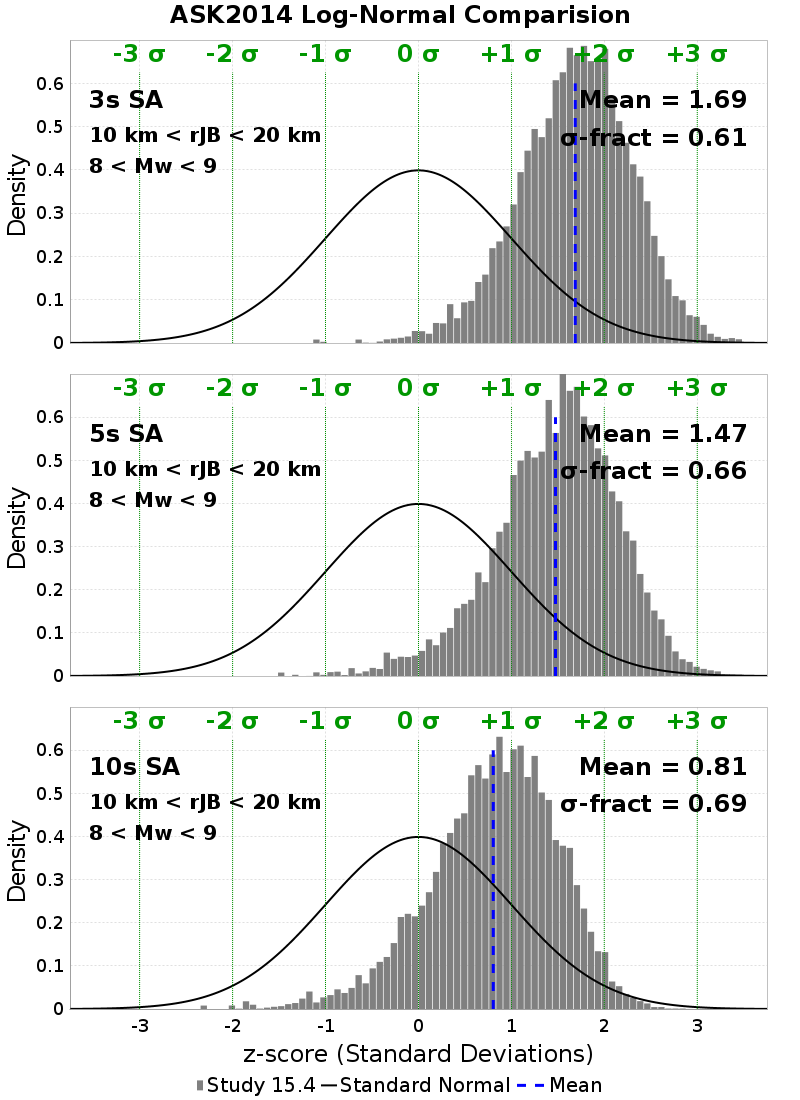 ASK2014 Log-Normal Comparision
-3 σ -2 σ -1 σ 0 σ +1 σ +2 σ +3 σ
3s SA
10 km < rJB < 20 km
8 < Mw < 9
Mean = 1.69
σ-fract = 0.61
Density
0.6
0.5
0.4
0.3
0.2
0.1
0
-3 σ -2 σ -1 σ 0 σ +1 σ +2 σ +3 σ
5s SA
10 km < rJB < 20 km
8 < Mw < 9
Mean = 1.47
σ-fract = 0.66
Density
0.6
0.5
0.4
0.3
0.2
0.1
0
-3 σ -2 σ -1 σ 0 σ +1 σ +2 σ +3 σ
10s SA
10 km < rJB < 20 km
8 < Mw < 9
Mean = 0.81
σ-fract = 0.69
Density
0.6
0.5
0.4
0.3
0.2
0.1
0
-3 -2 -1 0 1 2 3
z-score (Standard Deviations)
Study 15.4 Standard Normal Mean